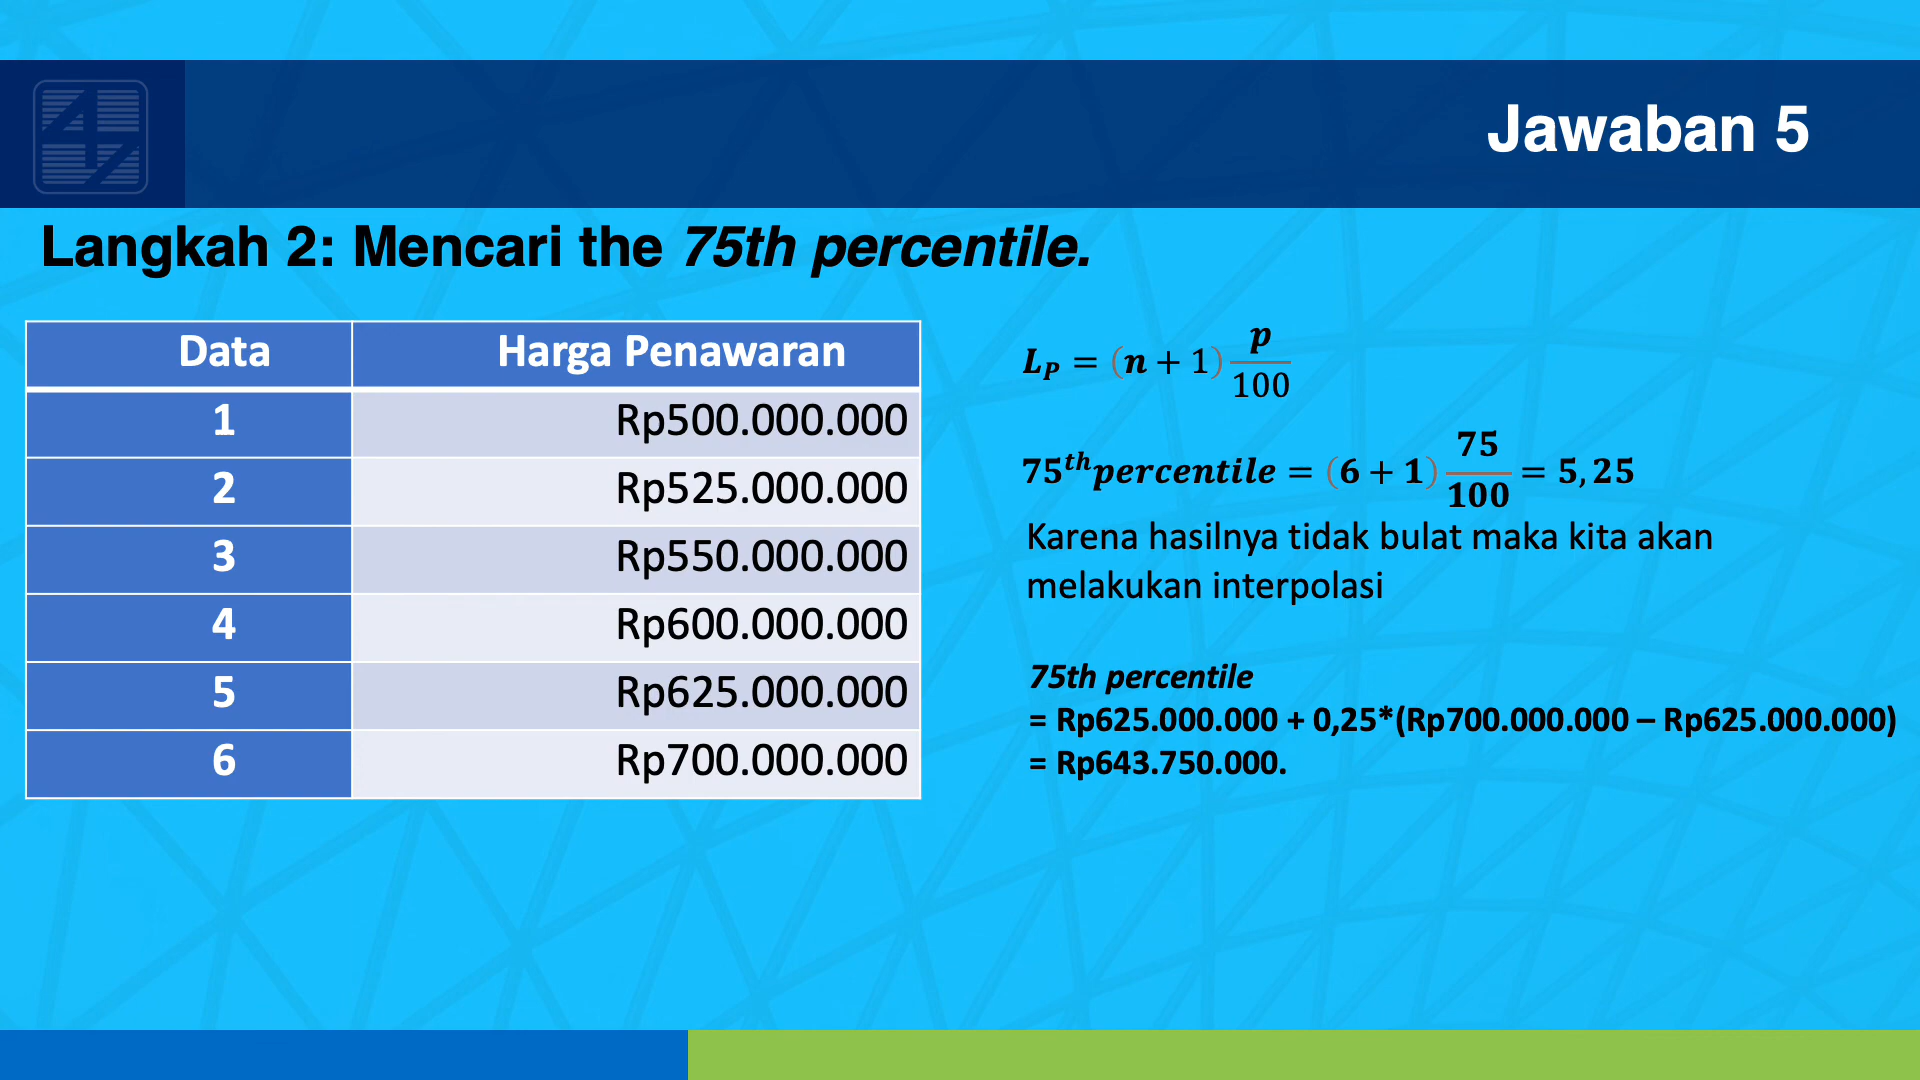 Jawaban 5
Langkah 2: Mencari the 75th percentile.
Data Harga Penawaran
1 Rp500.000.000
2 Rp525.000.000
3 Rp550.000.000
4 Rp600.000.000
5 Rp625.000.000
6 Rp700.000.000
L_P = (n + 1) p/100
75^th percentile = (6 + 1) 75/100 = 5,25
Karena hasilnya tidak bulat maka kita akan
melakukan interpolasi
75th percentile
= Rp625.000.000 + 0,25*(Rp700.000.000 – Rp625.000.000)
= Rp643.750.000.